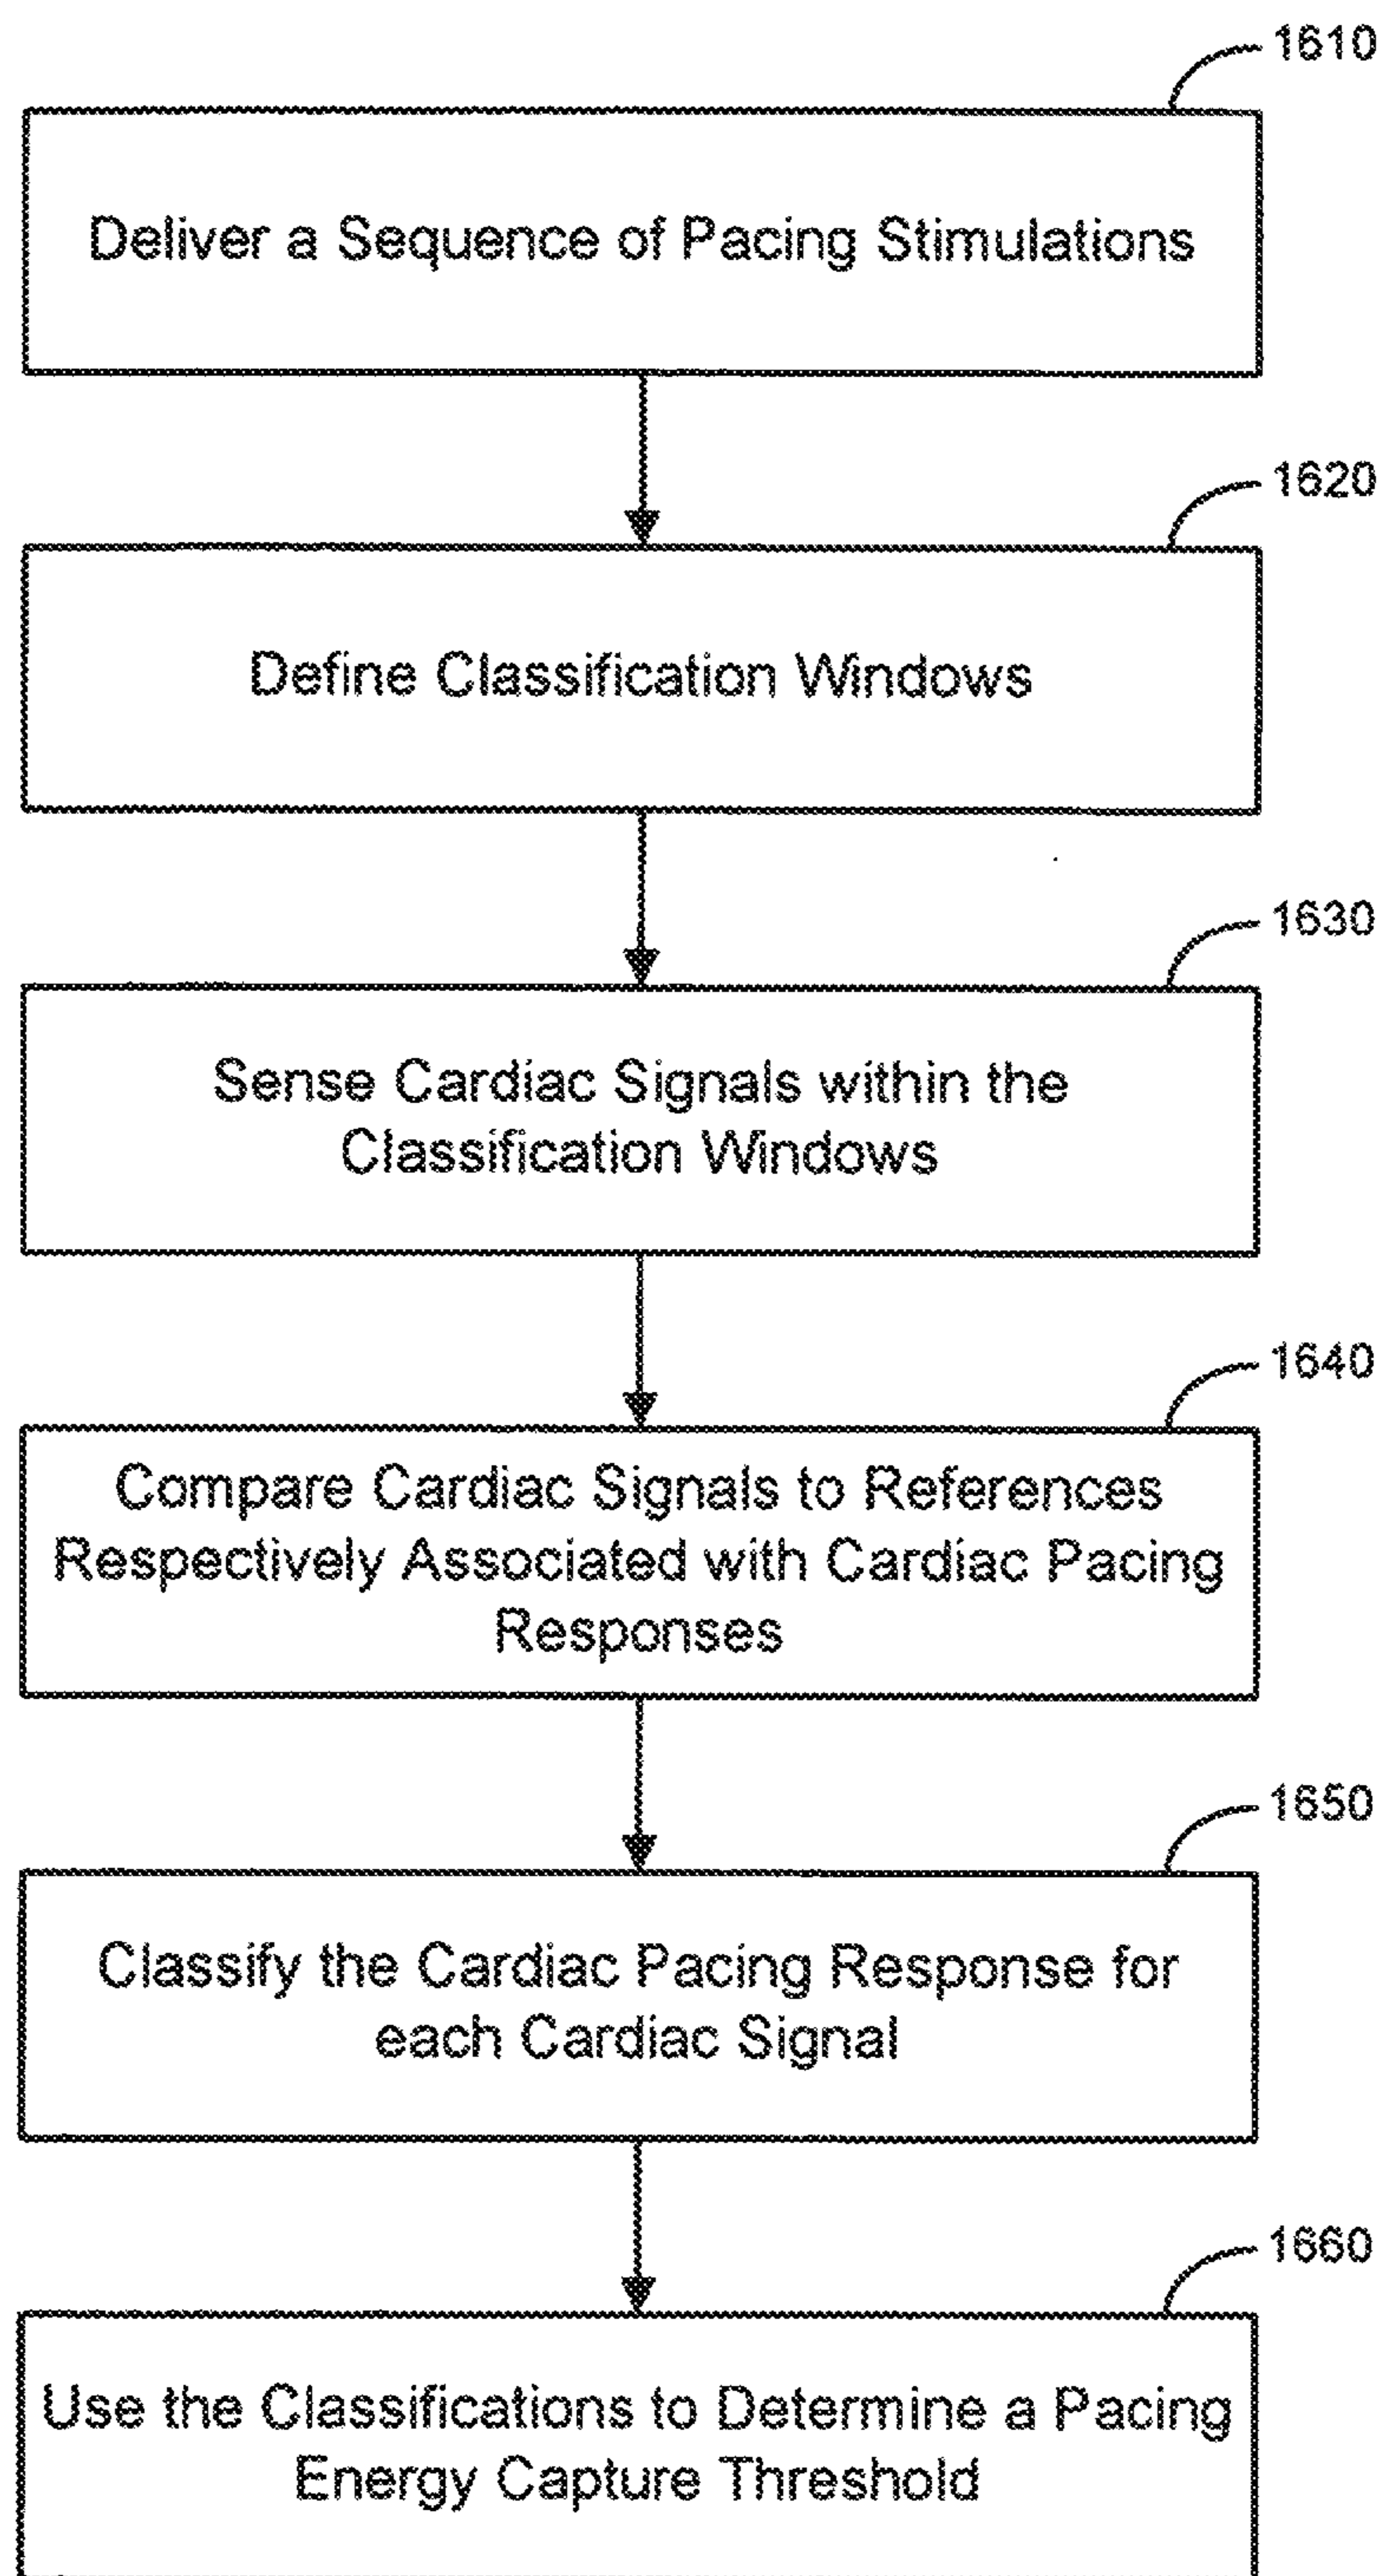 1610
Deliver a Sequence of Pacing Stimulations
1620
Define Classification Windows
1630
Sense Cardiac Signals within the
Classification Windows
1640
Compare Cardiac Signals to References
Respectively Associated with Cardiac Pacing
Responses
1650
Classify the Cardiac Pacing Response for
each Cardiac Signal
1660
Use the Classifications to Determine a Pacing
Energy Capture Threshold